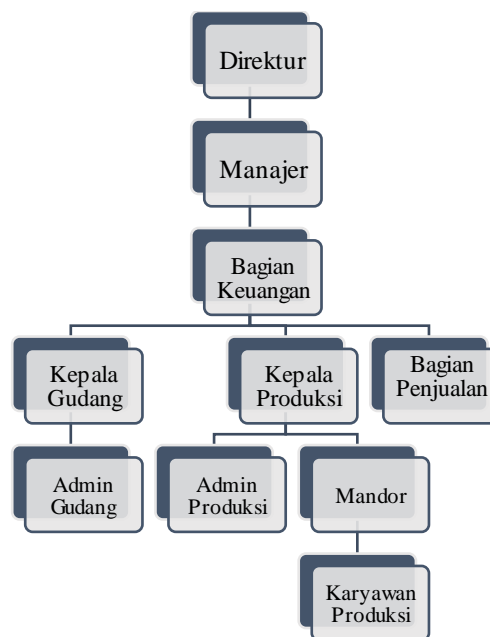 Direktur
Manajer
Bagian
Keuangan
Kepala
Gudang
Kepala
Produksi
Bagian
Penjualan
Admin
Gudang
Admin
Produksi
Mandor
Karyawan
Produksi